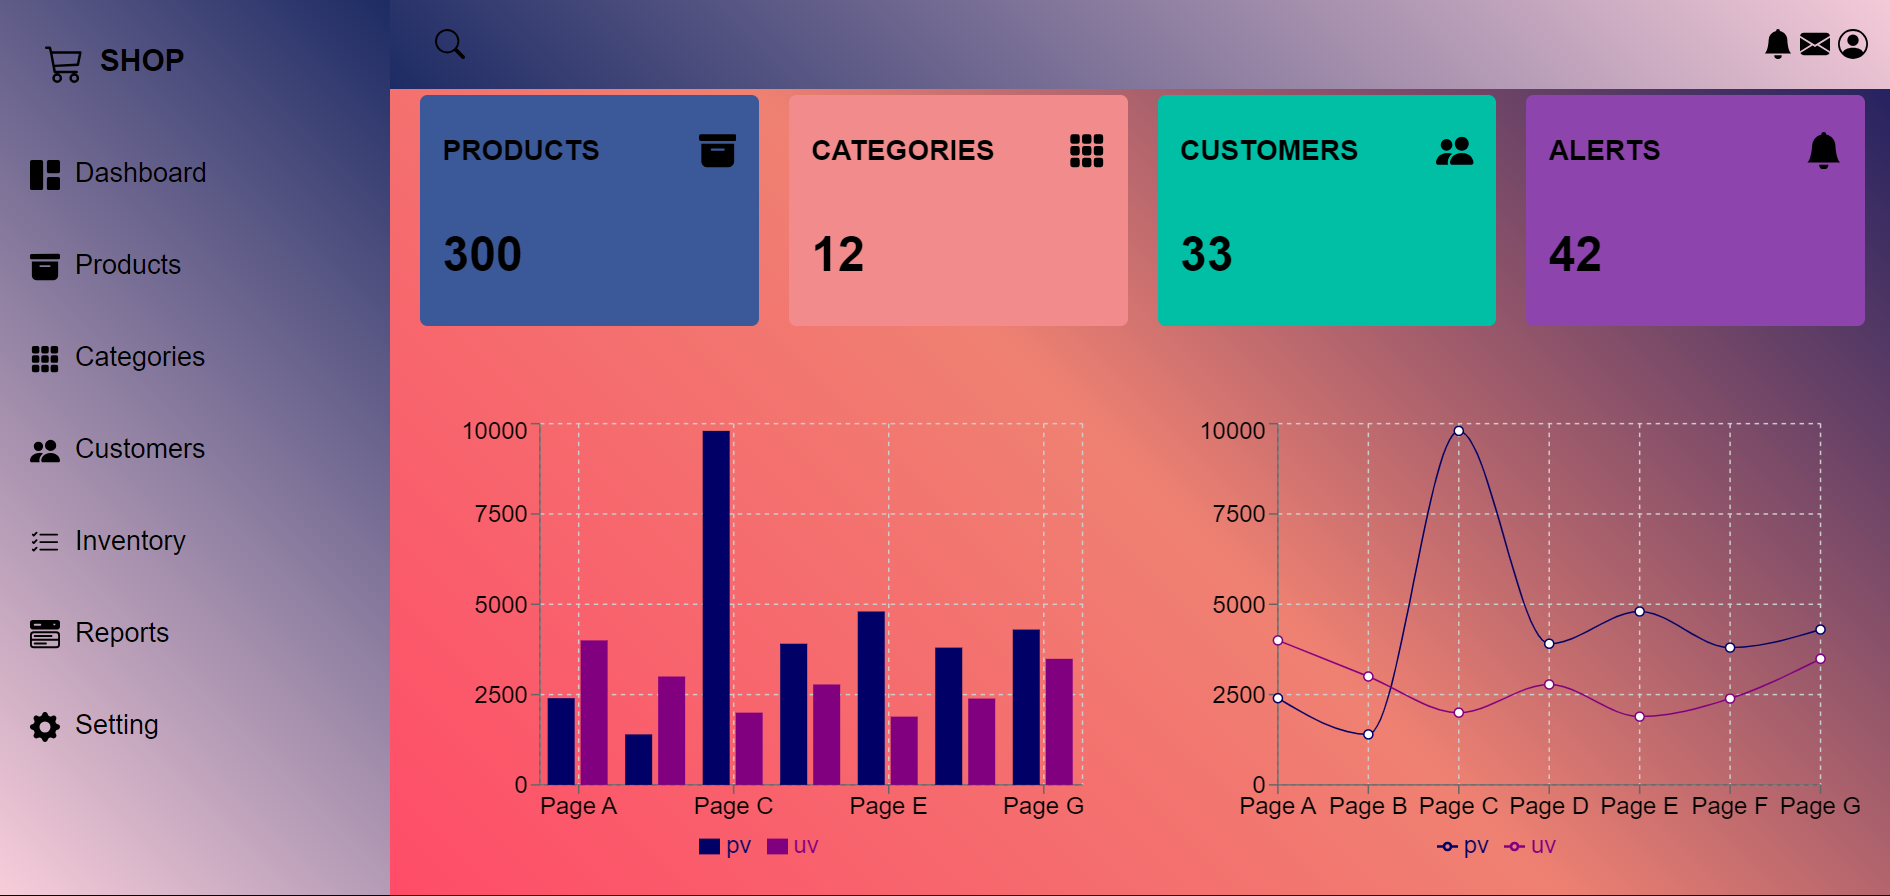 SHOP
Dashboard
Products
Categories
Customers
Inventory
Reports
Setting
PRODUCTS
300
CATEGORIES
12
CUSTOMERS
33
ALERTS
42
10000
7500
5000
2500
0
Page A Page C Page E Page G
pv uv
10000
7500
5000
2500
0
Page A Page B Page C Page D Page E Page F Page G
pv uv